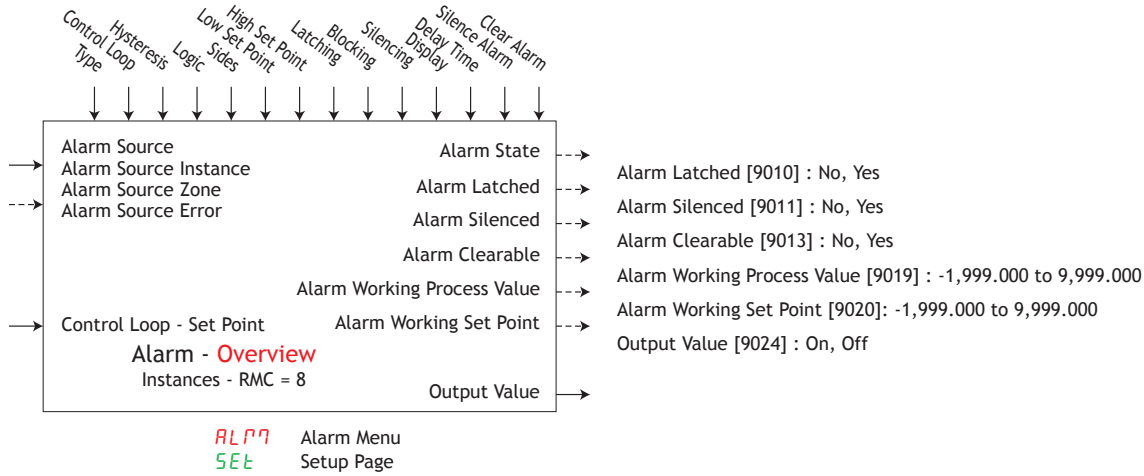 Type
Control Loop
Hysteresis
Logic
Sides
Low Set Point
High Set Point
Latching
Blocking
Silencing
Display
Delay Time
Silence Alarm
Clear Alarm
Alarm Source
Alarm Source Instance
Alarm Source Zone
Alarm Source Error
Control Loop - Set Point
Alarm - Overview
Instances - RMC = 8
Alarm State
Alarm Latched
Alarm Silenced
Alarm Clearable
Alarm Working Process Value
Alarm Working Set Point
Output Value
Alarm Latched [9010] : No, Yes
Alarm Silenced [9011] : No, Yes
Alarm Clearable [9013] : No, Yes
Alarm Working Process Value [9019] : -1,999.000 to 9,999.000
Alarm Working Set Point [9020]: -1,999.000 to 9,999.000
Output Value [9024] : On, Off
ALM Alarm Menu
SEt Setup Page